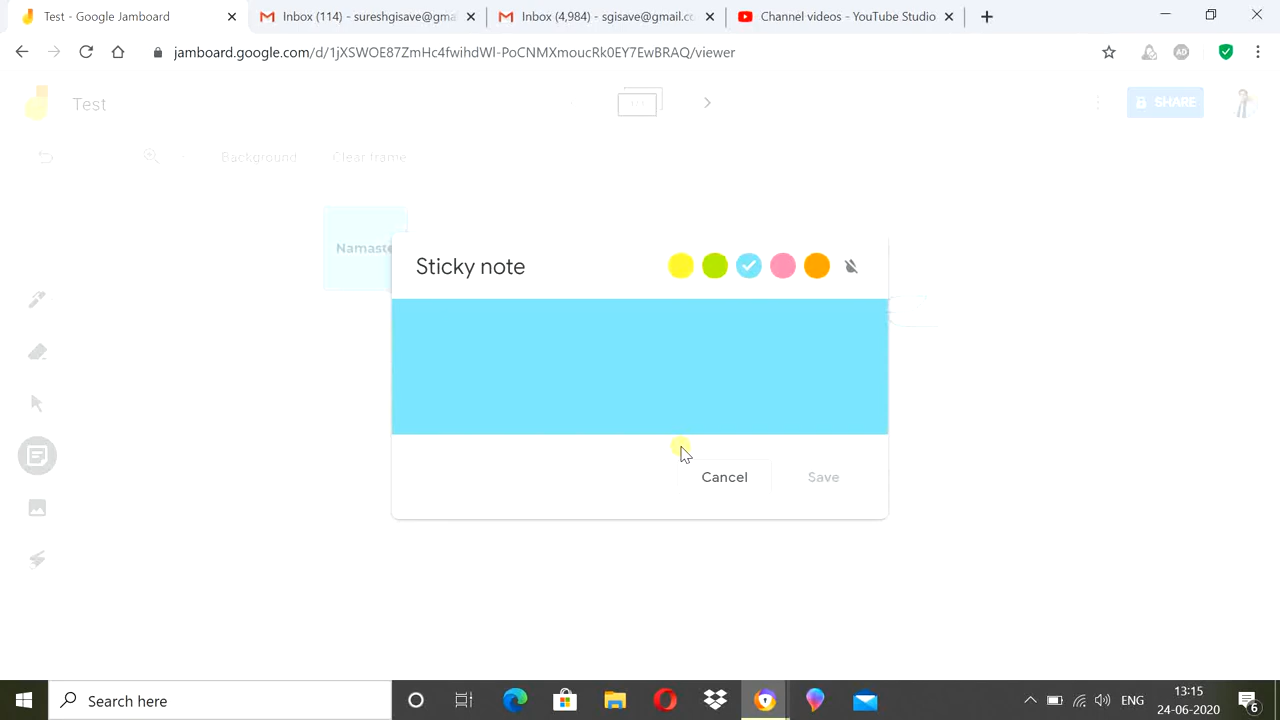 Test - Google Jamboard
Inbox (114) - sureshgisave@gma
Inbox (4,984) - sgisave@gmail.co
Channel videos - YouTube Studio
jamboard.google.com/d/1jXSWOE87ZmHc4fwihdWI-PoCNMXmoucRk0EY7EwBRAQ/viewer
AD
Test
SHARE
Background
Clear frame
Namaste
Sticky note
Cancel
Save
Search here
ENG
13:15
24-06-2020
6